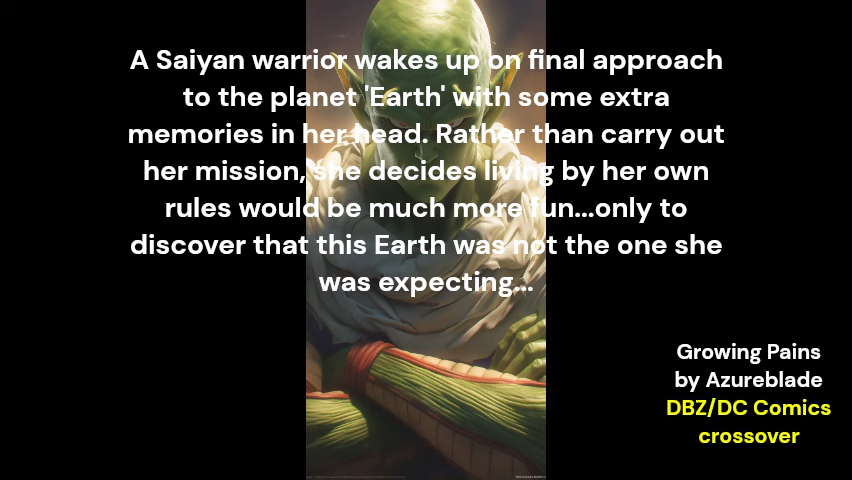 A Saiyan warrior wakes up on final approach
to the planet 'Earth' with some extra
memories in her head. Rather than carry out
her mission, she decides living by her own
rules would be much more fun...only to
discover that this Earth was not the one she
was expecting...
Growing Pains
by Azureblade
DBZ/DC Comics
crossover